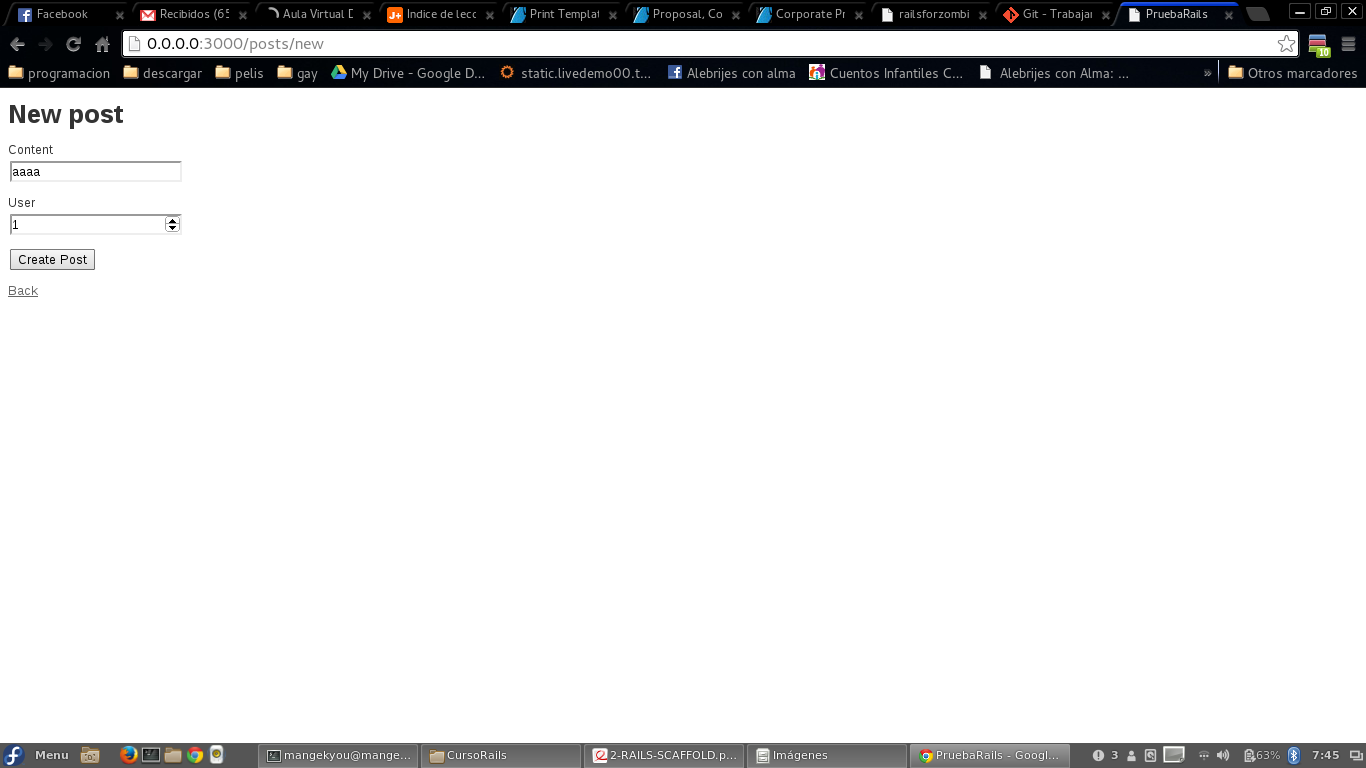 Facebook
Recibidos (65
Aula Virtual D
Indice de lecc
Print Templat
Proposal, Co
Corporate Pr
railsforzombi
Git - Trabajar
PruebaRails
0.0.0.0:3000/posts/new
10
programacion
descargar
pelis
gay
My Drive - Google D...
static.livedemo00.t...
Alebrijes con alma
Cuentos Infantiles C...
Alebrijes con Alma: ...
»
Otros marcadores
New post
Content
aaaa
User
1
Create Post
Back
Menu
mangekyou@mange...
CursoRails
2-RAILS-SCAFFOLD.p...
Imágenes
PruebaRails - Googl...
3
63%
7:45